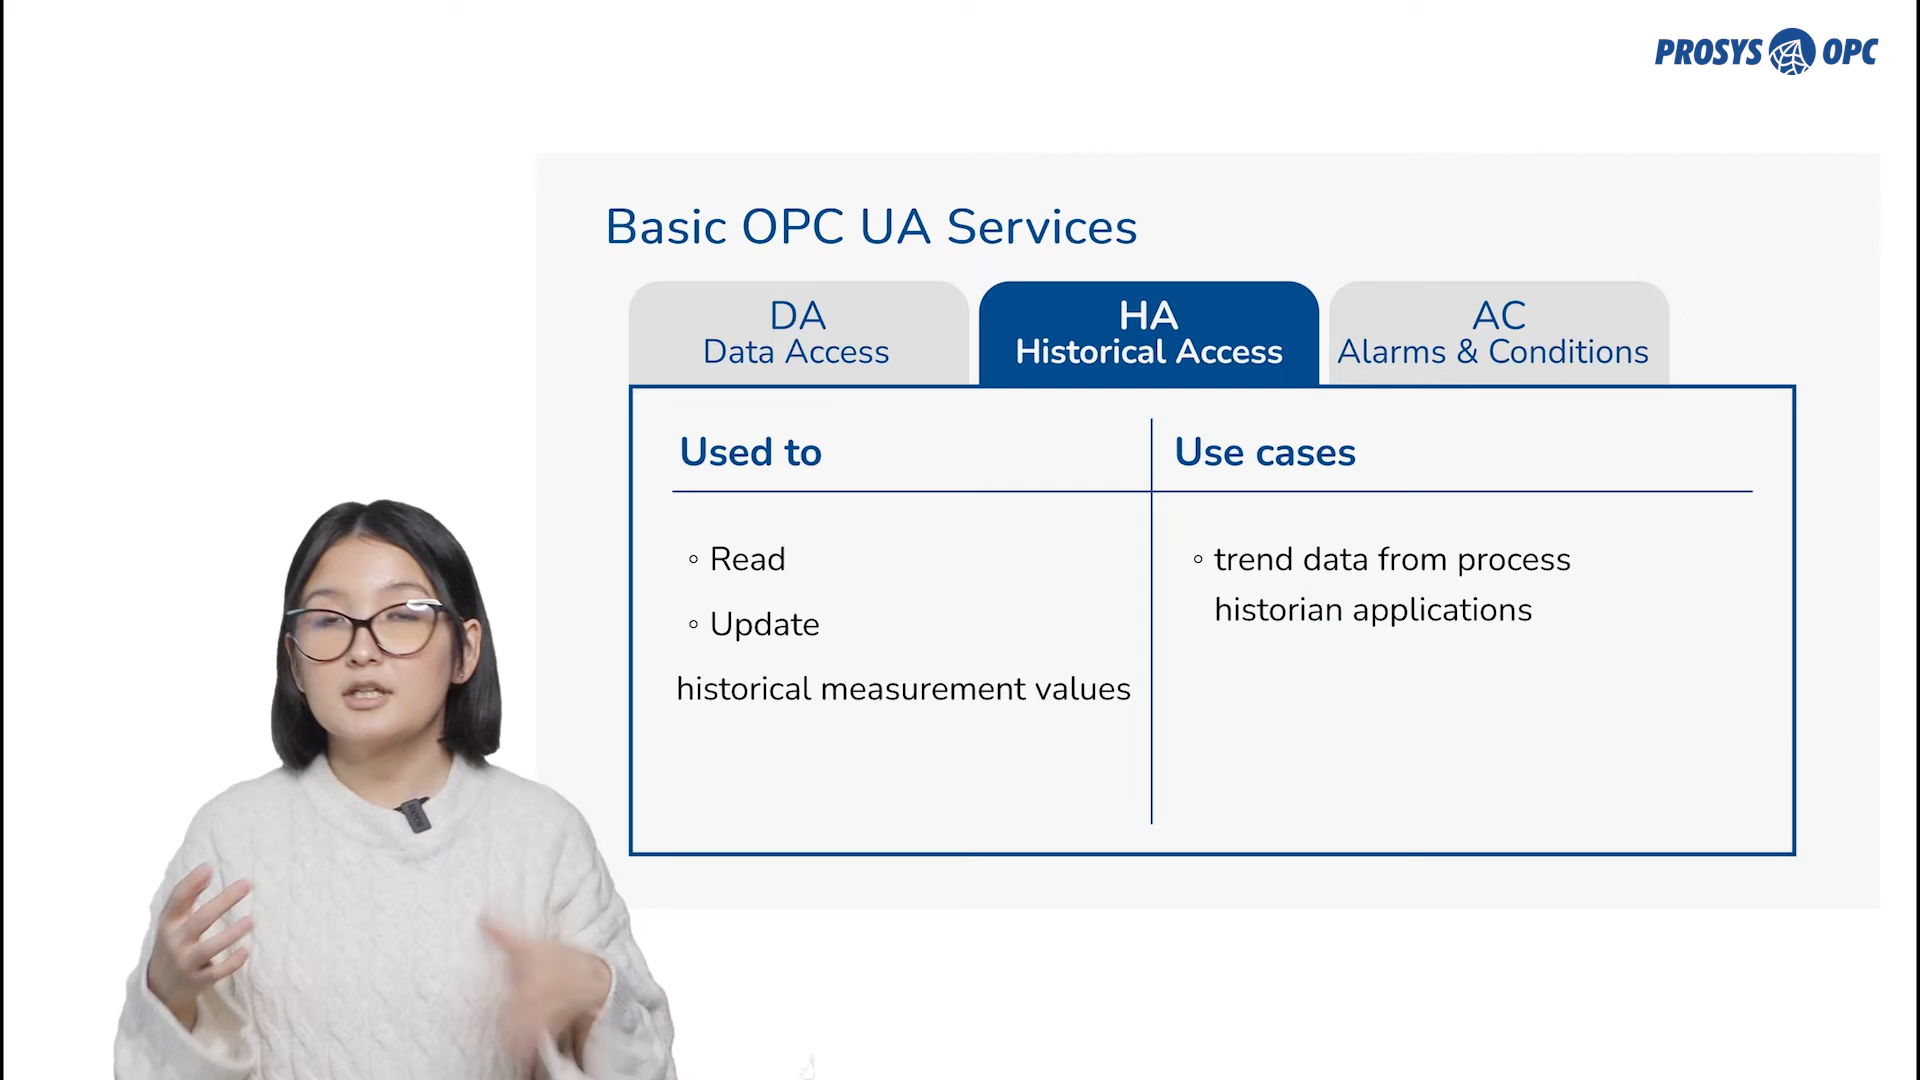 PROSYS OPC
Basic OPC UA Services
DA
Data Access
HA
Historical Access
AC
Alarms & Conditions
Used to
Use cases
◦ Read
◦ Update
historical measurement values
◦ trend data from process
historian applications